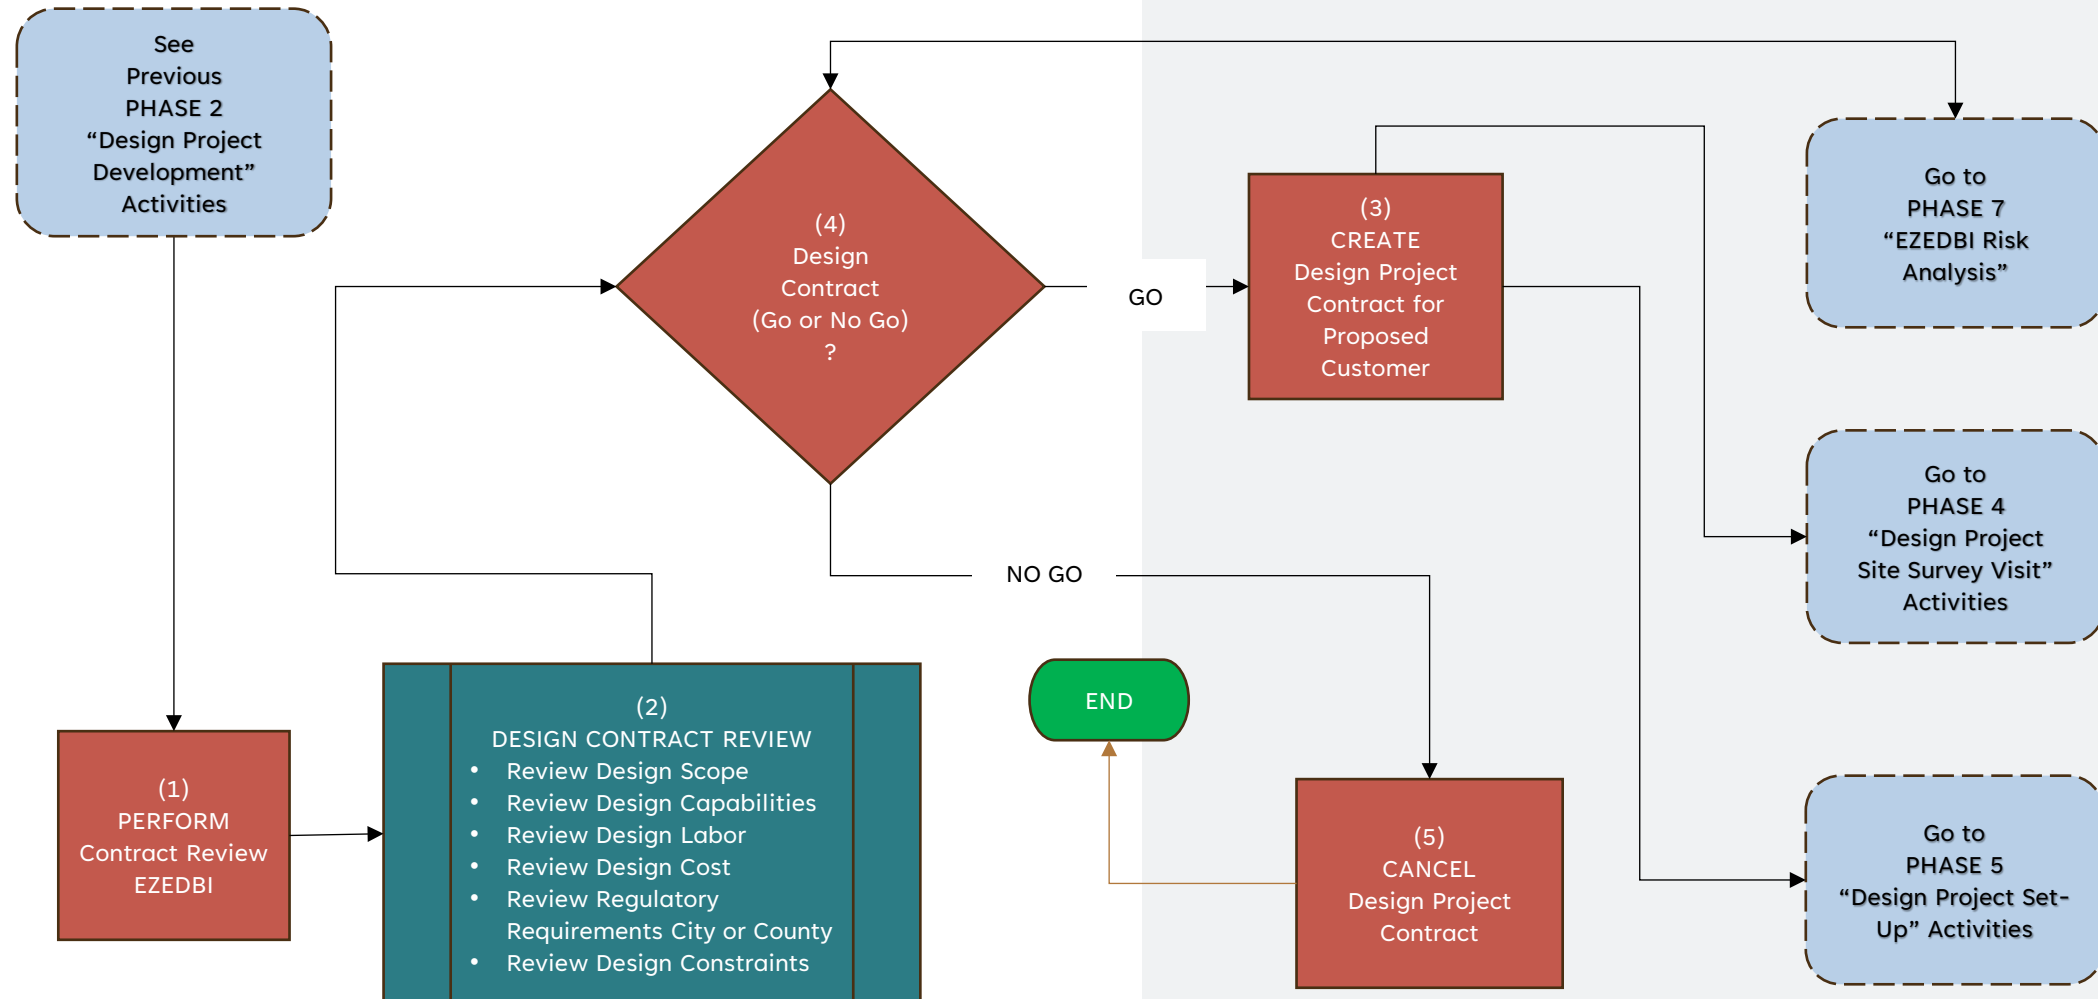 See
Previous
PHASE 2
“Design Project
Development”
Activities
(4)
Design
Contract
(Go or No Go)
?
GO
(3)
CREATE
Design Project
Contract for
Proposed
Customer
Go to
PHASE 7
“EZEDBI Risk
Analysis”
Go to
PHASE 4
“Design Project
Site Survey Visit”
Activities
NO GO
(1)
PERFORM
Contract Review
EZEDBI
(2)
DESIGN CONTRACT REVIEW
• Review Design Scope
• Review Design Capabilities
• Review Design Labor
• Review Design Cost
• Review Regulatory
Requirements City or County
• Review Design Constraints
END
(5)
CANCEL
Design Project
Contract
Go to
PHASE 5
“Design Project Set-
Up” Activities